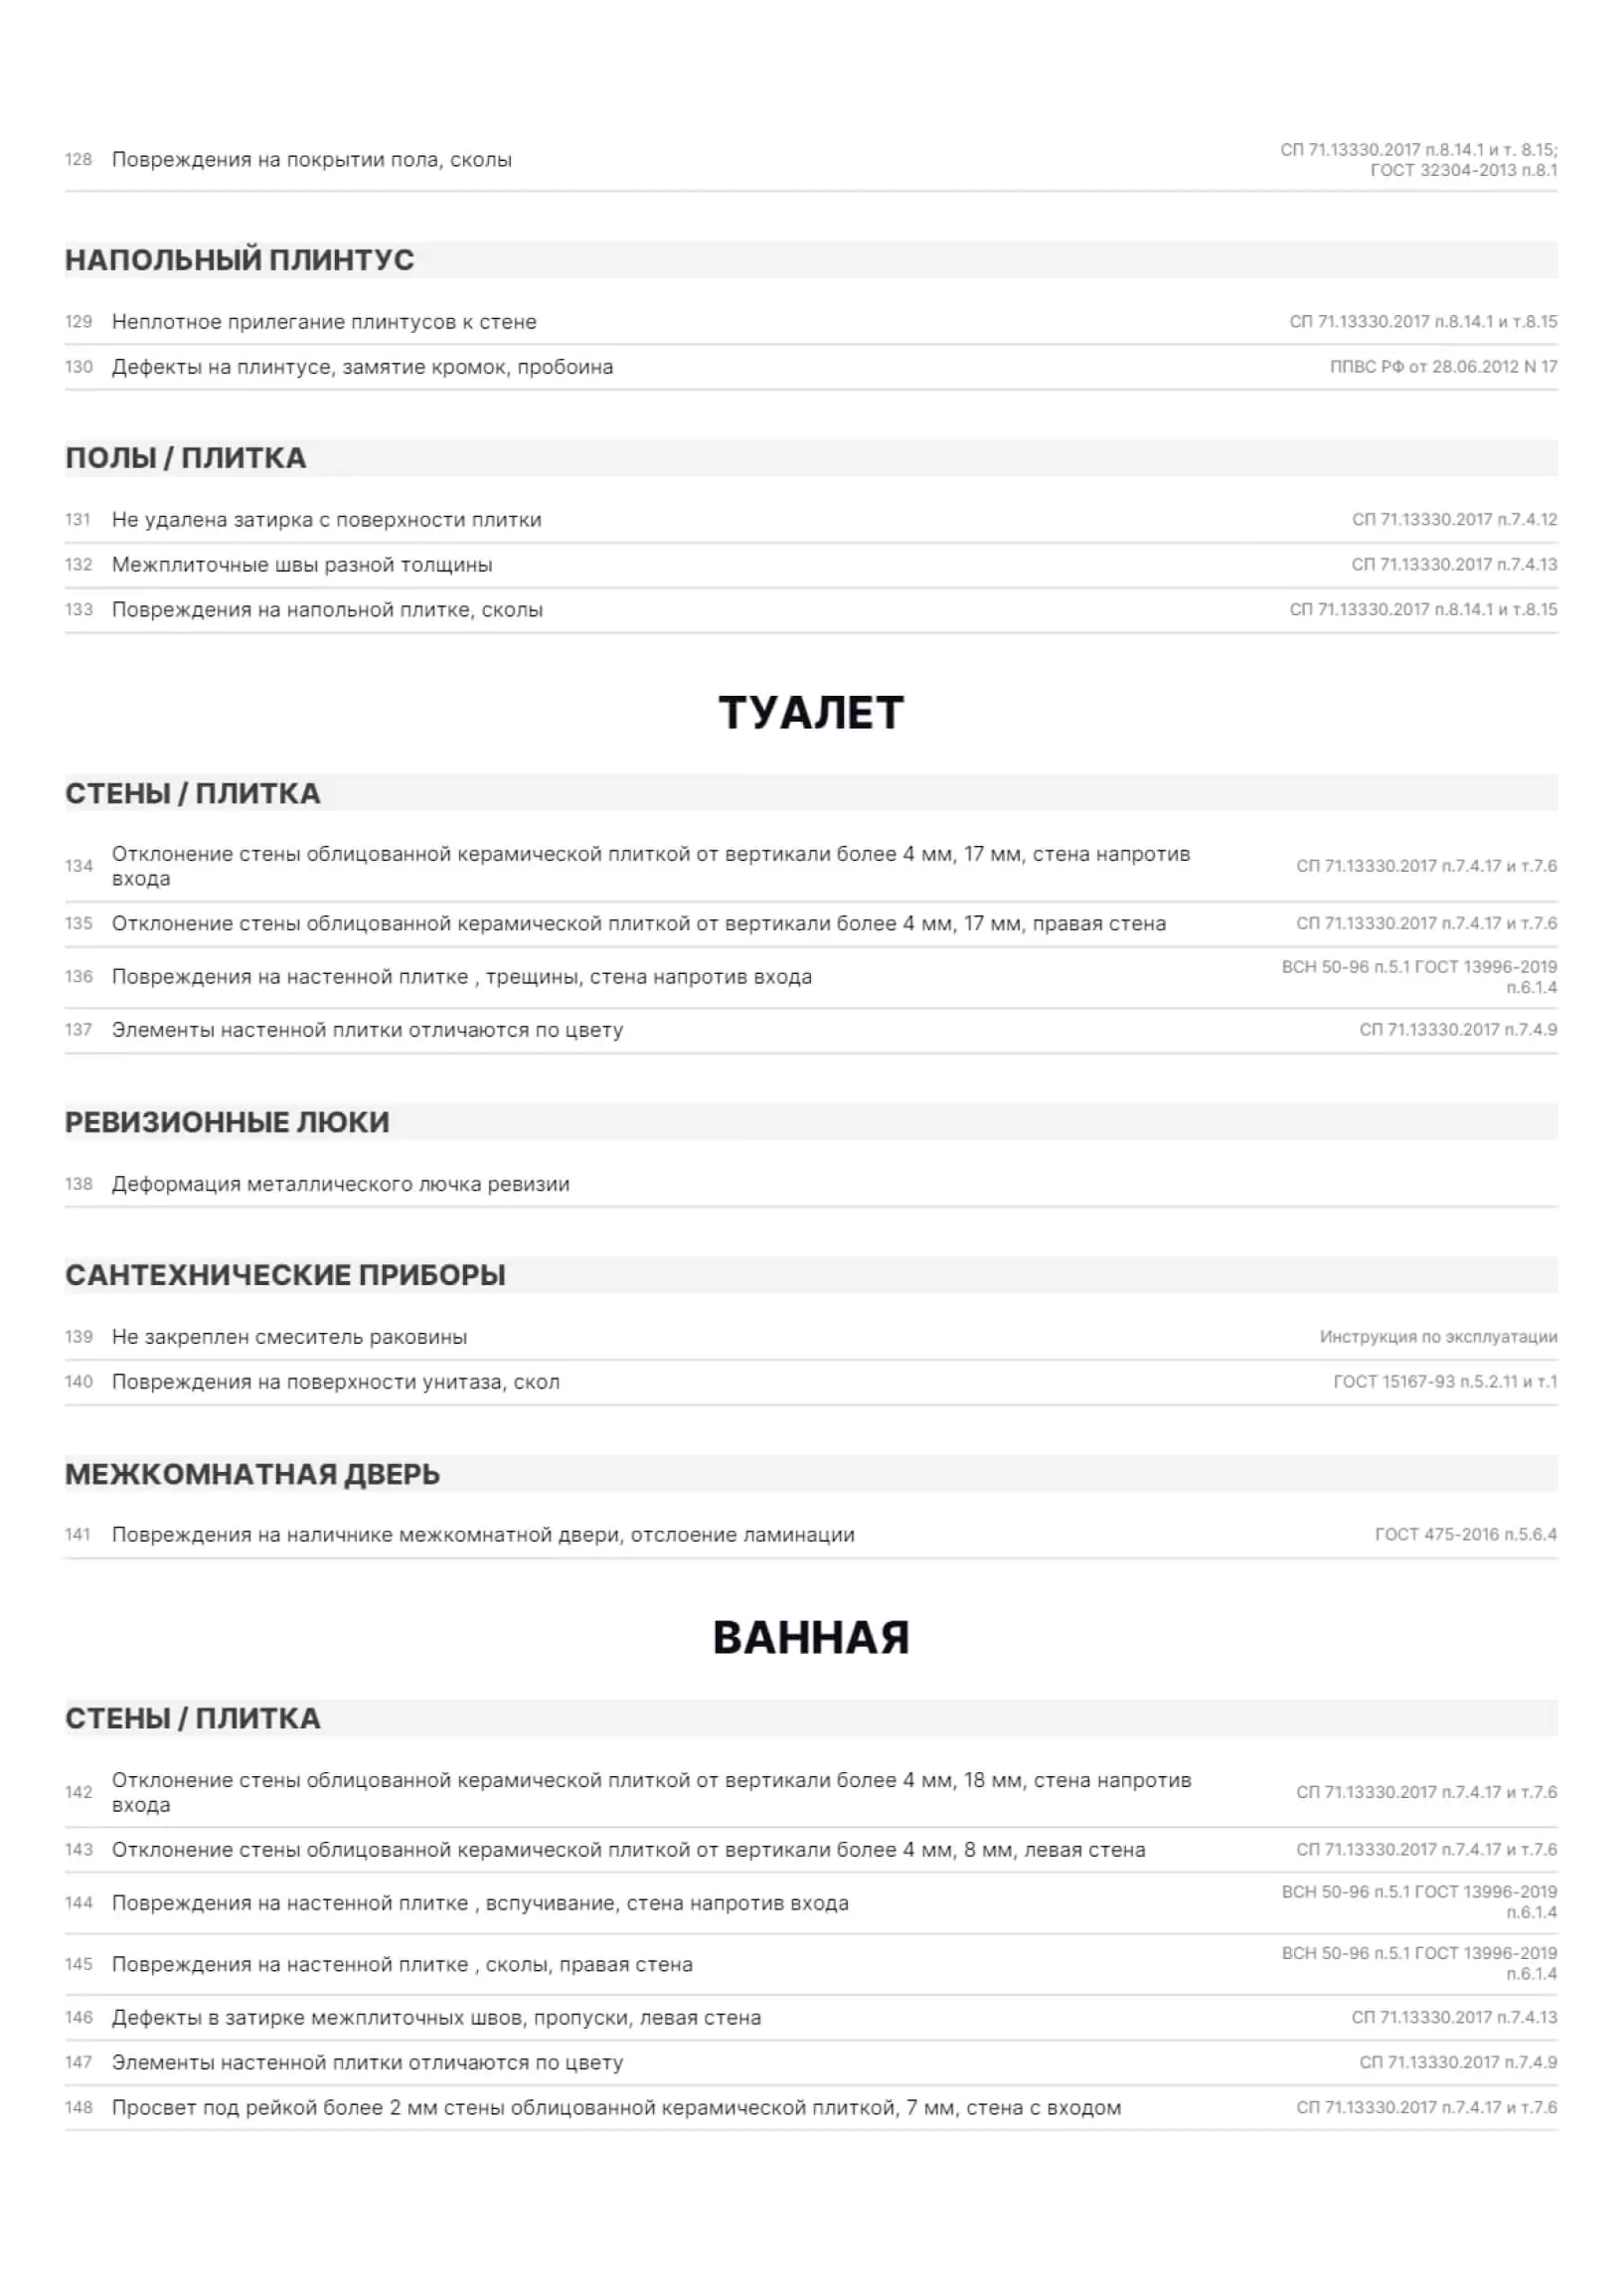 128 Повреждения на покрытии пола, сколы СП 71.13330.2017 п.8.14.1 и т. 8.15;
ГОСТ 32304-2013 п.8.1
НАПОЛЬНЫЙ ПЛИНТУС
129 Неплотное прилегание плинтусов к стене СП 71.13330.2017 п.8.14.1 и т.8.15
130 Дефекты на плинтусе, замятие кромок, пробоина ППВС РФ от 28.06.2012 N 17
ПОЛЫ / ПЛИТКА
131 Не удалена затирка с поверхности плитки СП 71.13330.2017 п.7.4.12
132 Межплиточные швы разной толщины СП 71.13330.2017 п.7.4.13
133 Повреждения на напольной плитке, сколы СП 71.13330.2017 п.8.14.1 и т.8.15
ТУАЛЕТ
СТЕНЫ / ПЛИТКА
134 Отклонение стены облицованной керамической плиткой от вертикали более 4 мм, 17 мм, стена напротив СП 71.13330.2017 п.7.4.17 и т.7.6
входа
135 Отклонение стены облицованной керамической плиткой от вертикали более 4 мм, 17 мм, правая стена СП 71.13330.2017 п.7.4.17 и т.7.6
136 Повреждения на настенной плитке , трещины, стена напротив входа ВСН 50-96 п.5.1 ГОСТ 13996-2019
п.6.1.4
137 Элементы настенной плитки отличаются по цвету СП 71.13330.2017 п.7.4.9
РЕВИЗИОННЫЕ ЛЮКИ
138 Деформация металлического лючка ревизии
САНТЕХНИЧЕСКИЕ ПРИБОРЫ
139 Не закреплен смеситель раковины Инструкция по эксплуатации
140 Повреждения на поверхности унитаза, скол ГОСТ 15167-93 п.5.2.11 и т.1
МЕЖКОМНАТНАЯ ДВЕРЬ
141 Повреждения на наличнике межкомнатной двери, отслоение ламинации ГОСТ 475-2016 п.5.6.4
ВАННАЯ
СТЕНЫ / ПЛИТКА
142 Отклонение стены облицованной керамической плиткой от вертикали более 4 мм, 18 мм, стена напротив СП 71.13330.2017 п.7.4.17 и т.7.6
входа
143 Отклонение стены облицованной керамической плиткой от вертикали более 4 мм, 8 мм, левая стена СП 71.13330.2017 п.7.4.17 и т.7.6
144 Повреждения на настенной плитке , вспучивание, стена напротив входа ВСН 50-96 п.5.1 ГОСТ 13996-2019
п.6.1.4
145 Повреждения на настенной плитке , сколы, правая стена ВСН 50-96 п.5.1 ГОСТ 13996-2019
п.6.1.4
146 Дефекты в затирке межплиточных швов, пропуски, левая стена СП 71.13330.2017 п.7.4.13
147 Элементы настенной плитки отличаются по цвету СП 71.13330.2017 п.7.4.9
148 Просвет под рейкой более 2 мм стены облицованной керамической плиткой, 7 мм, стена с входом СП 71.13330.2017 п.7.4.17 и т.7.6